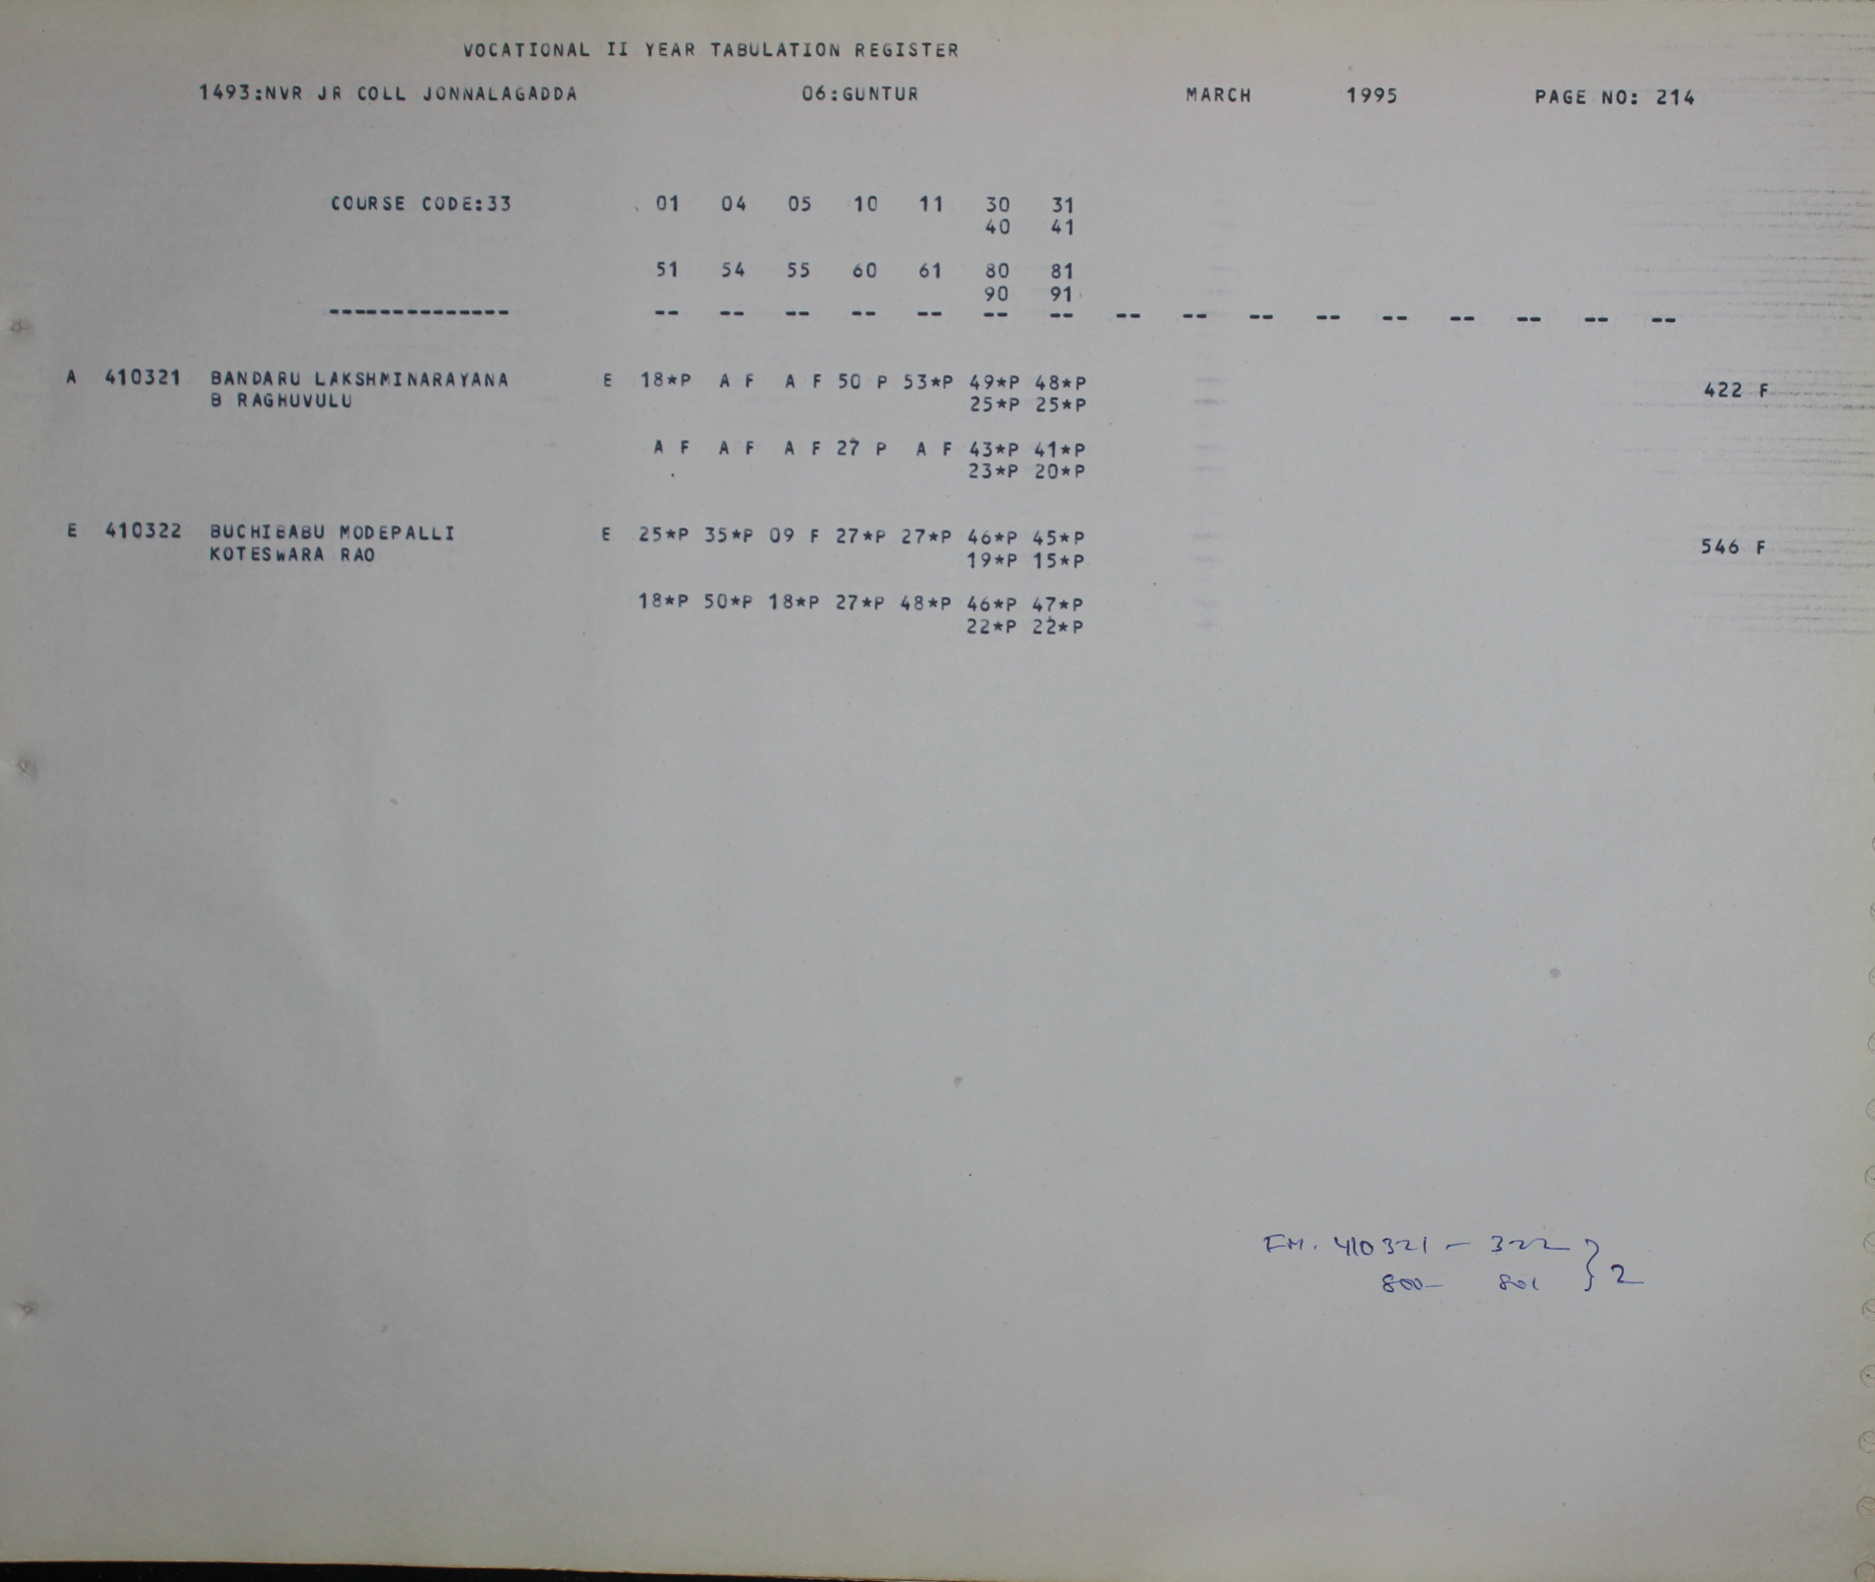 VOCATIONAL II YEAR TABULATION REGISTER
1493:NVR JR COLL JONNALAGADDA 06:GUNTUR MARCH 1995 PAGE NO: 214
COURSE CODE:33 01 04 05 10 11 30 31
40 41
51 54 55 60 61 80 81
90 91
-------------- -- -- -- -- -- -- -- -- -- -- -- -- -- -- -- --
A 410321 BANDARU LAKSHMINARAYANA E 18*P A F A F 50 P 53*P 49*P 48*P 422 F
B RAGHUVULU 25*P 25*P
A F A F A F 27 P A F 43*P 41*P
23*P 20*P
E 410322 BUCHIBABU MODEPALLI E 25*P 35*P 09 F 27*P 27*P 46*P 45*P 546 F
KOTESWARA RAO 19*P 15*P
18*P 50*P 18*P 27*P 48*P 46*P 47*P
22*P 22*P
410321 - 322
800- 801 } 2